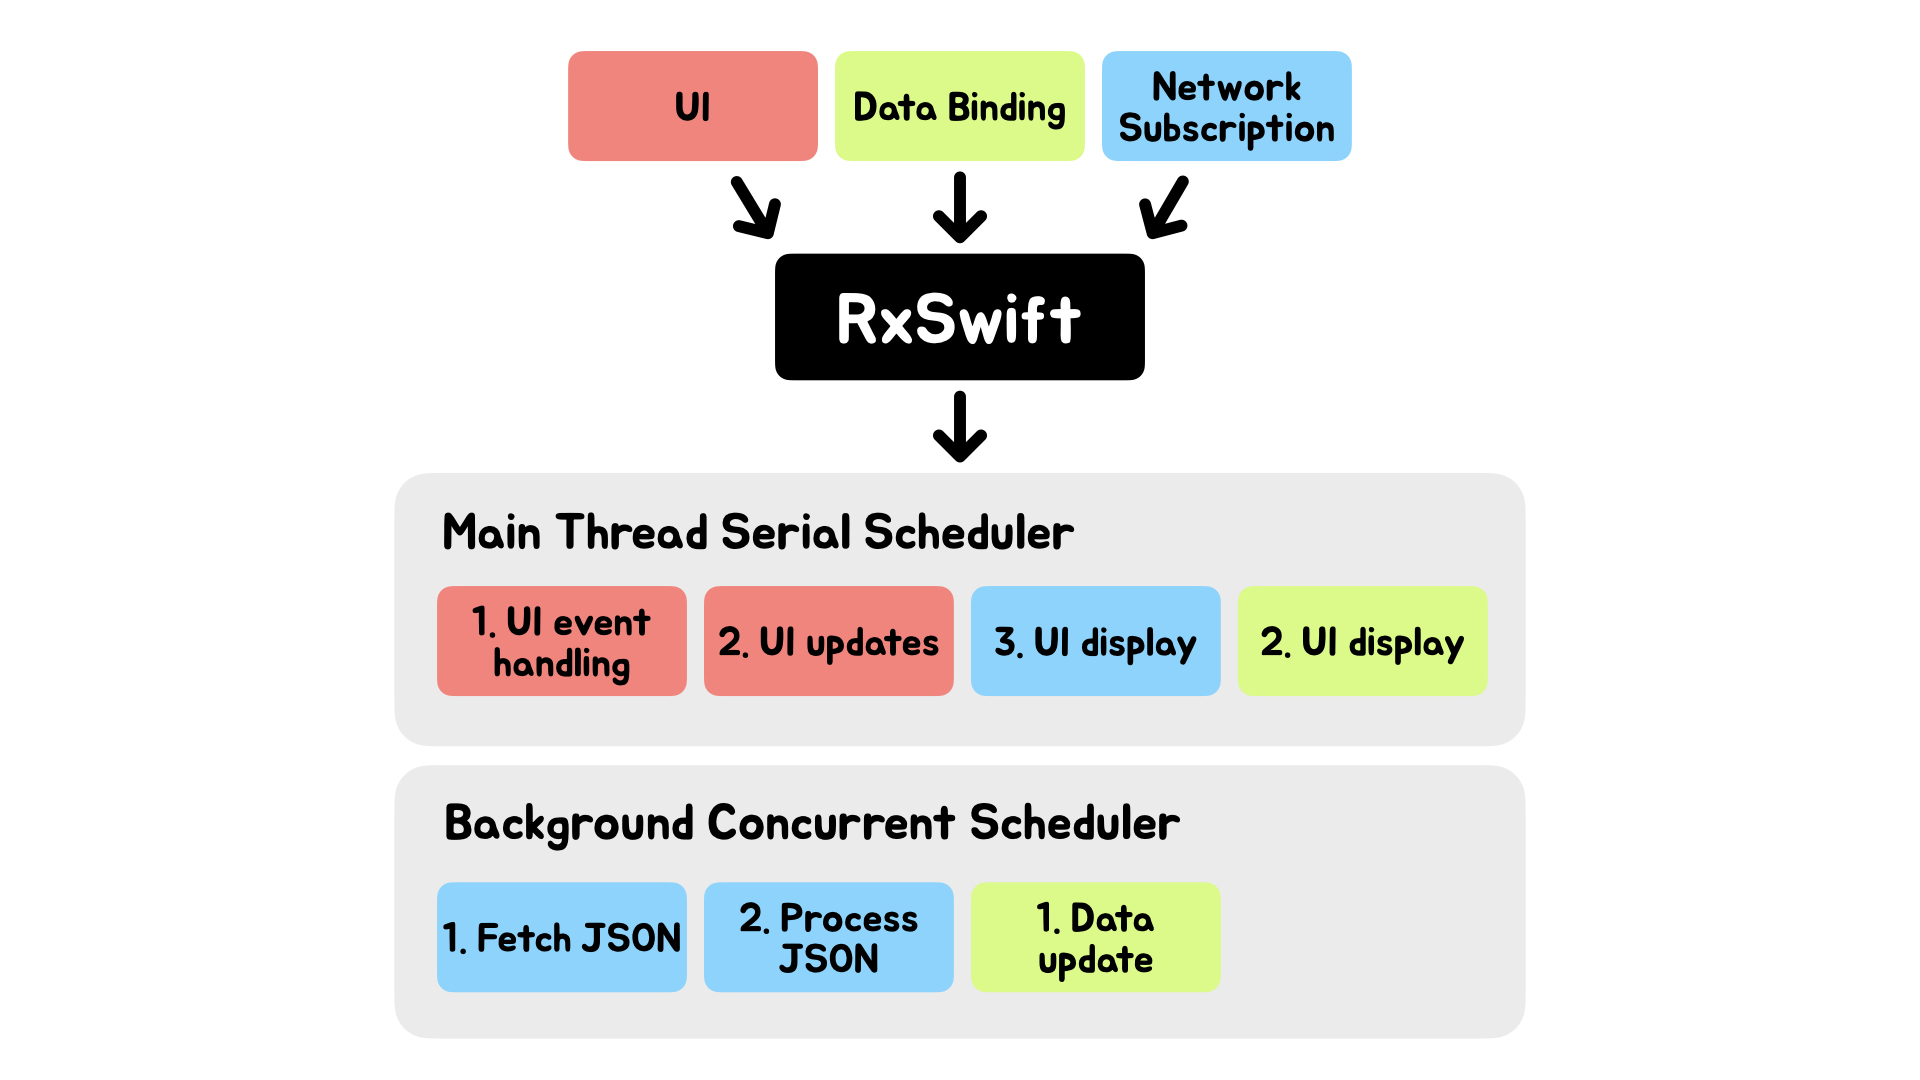 UI
Data Binding
Network
Subscription
RxSwift
Main Thread Serial Scheduler
1. UI event
handling
2. UI updates
3. UI display
2. UI display
Background Concurrent Scheduler
1. Fetch JSON
2. Process
JSON
1. Data
update